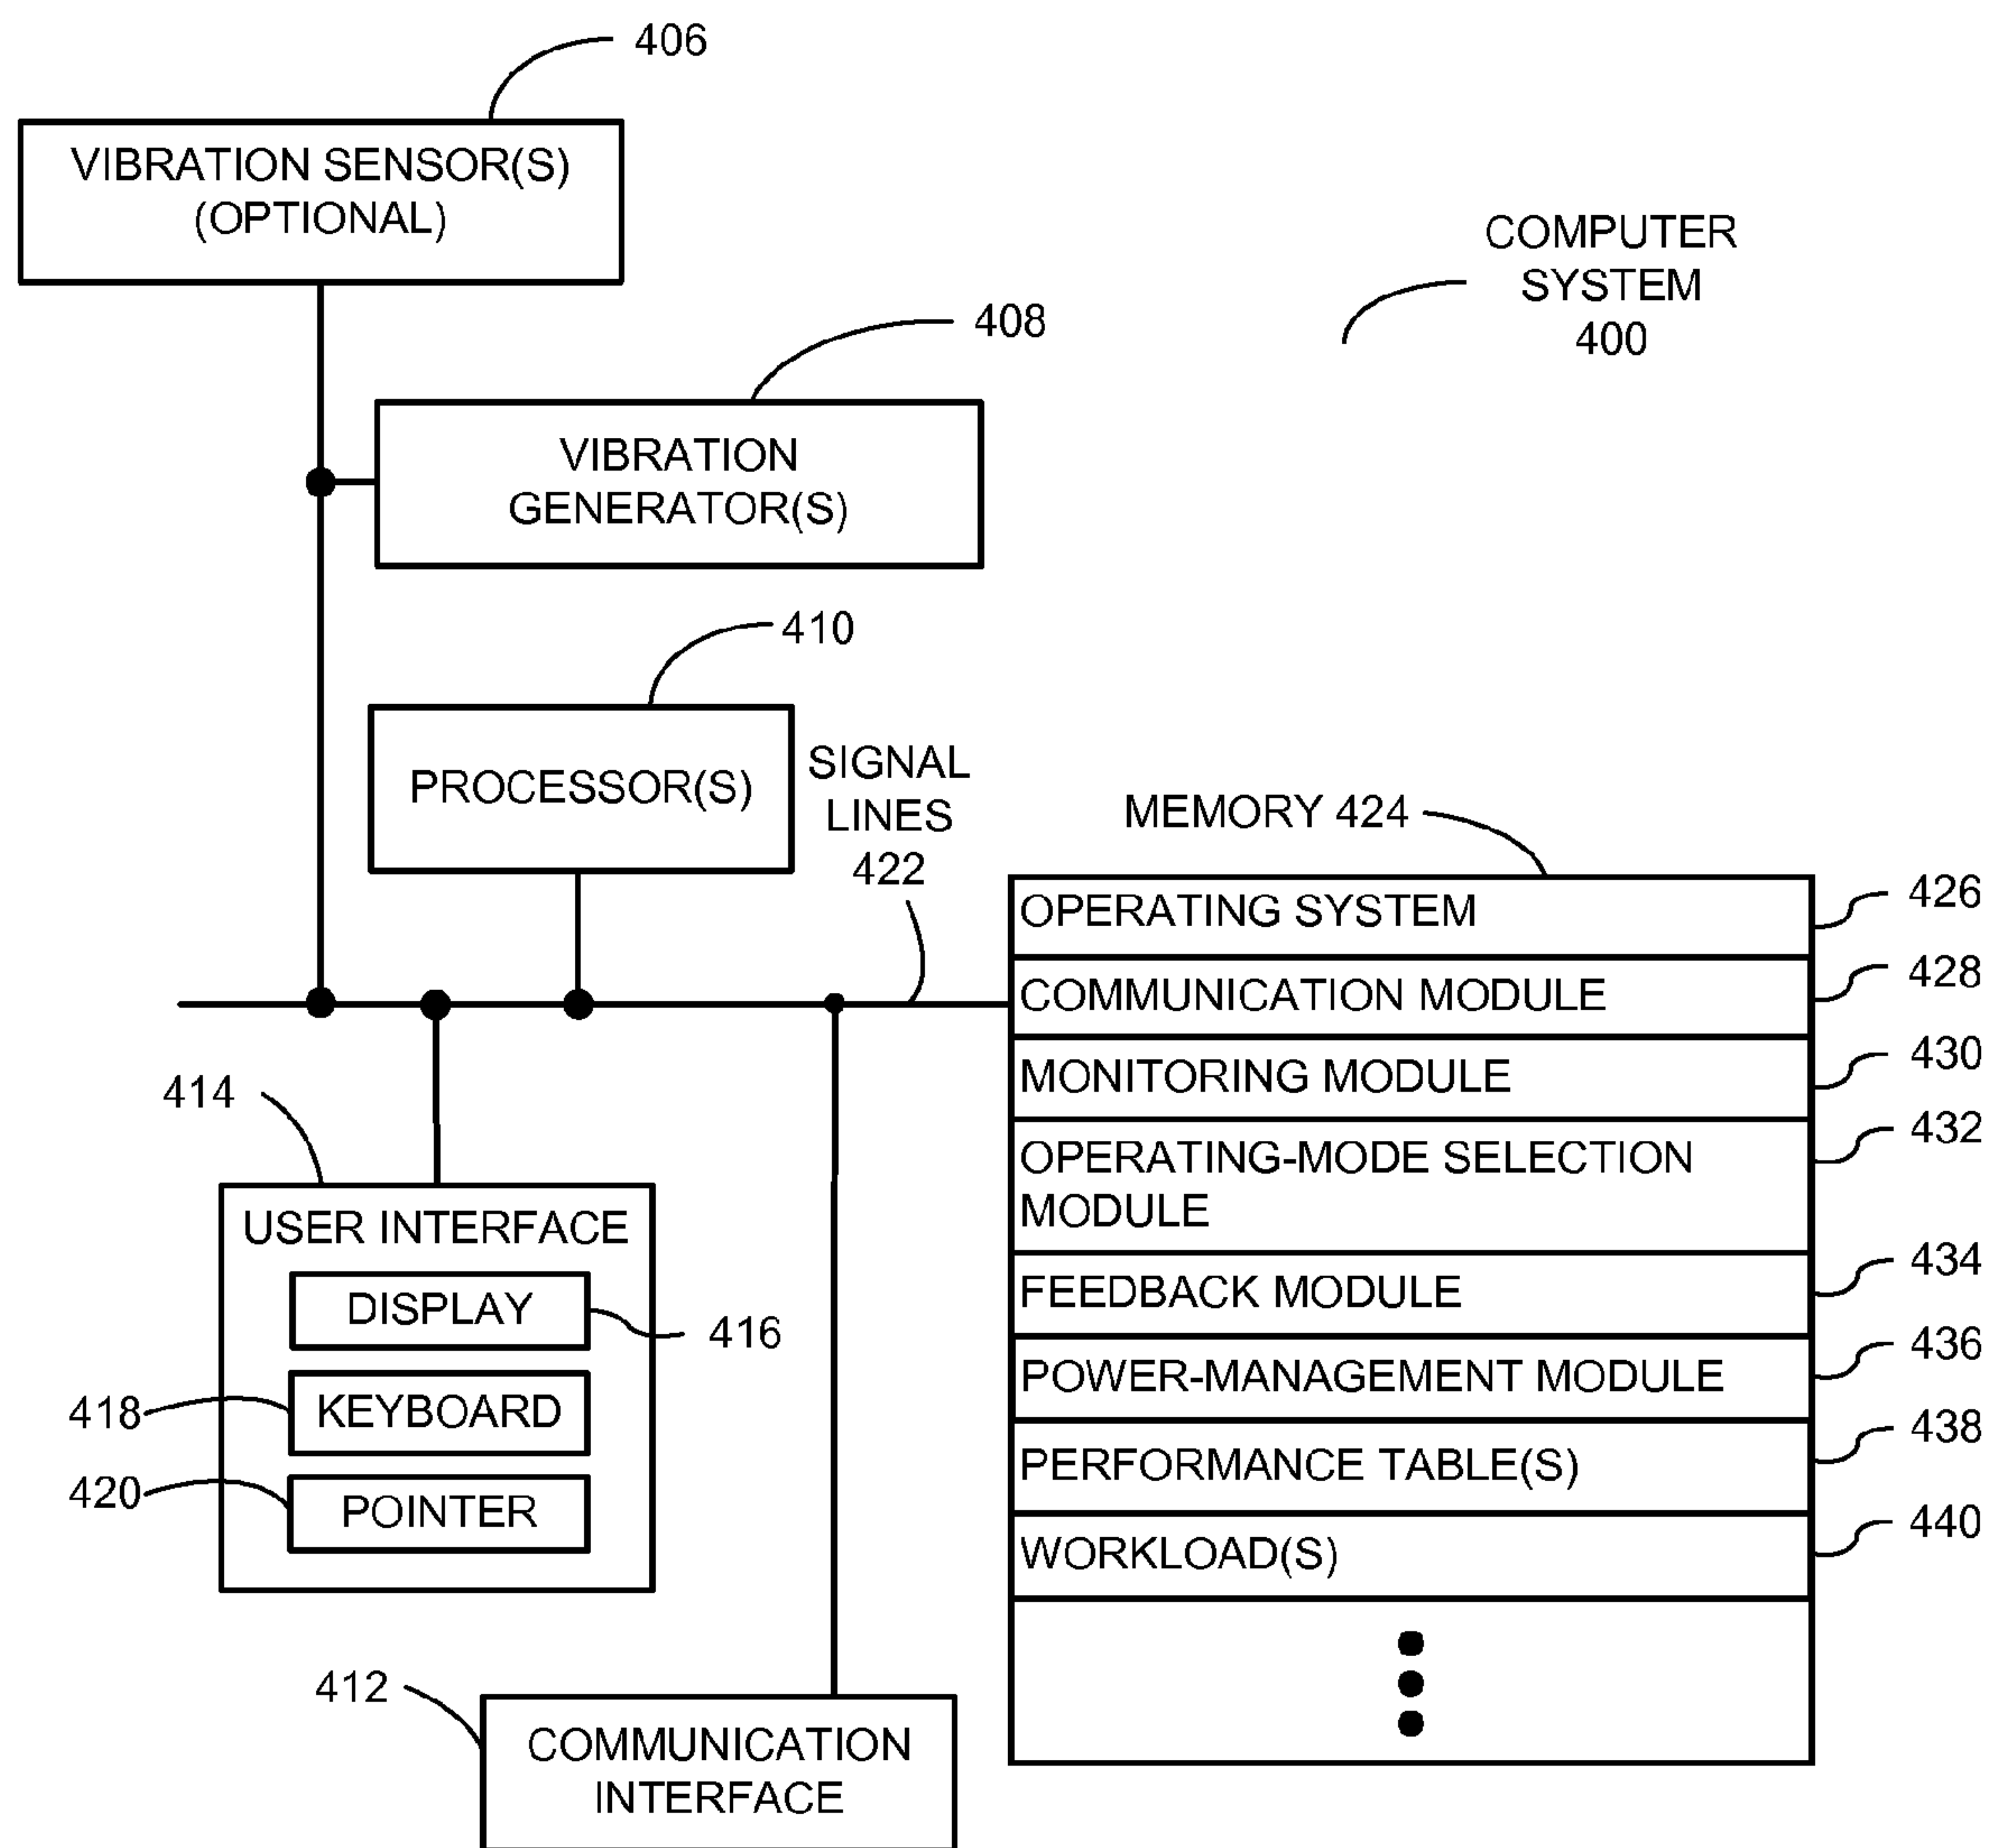 406
VIBRATION SENSOR(S)
(OPTIONAL)
COMPUTER
SYSTEM
400
408
VIBRATION
GENERATOR(S)
410
PROCESSOR(S)
SIGNAL
LINES
422
MEMORY 424
OPERATING SYSTEM
426
COMMUNICATION MODULE
428
MONITORING MODULE
430
OPERATING-MODE SELECTION
MODULE
432
FEEDBACK MODULE
434
POWER-MANAGEMENT MODULE
436
PERFORMANCE TABLE(S)
438
WORKLOAD(S)
440
414
USER INTERFACE
DISPLAY
416
418
KEYBOARD
420
POINTER
412
COMMUNICATION
INTERFACE